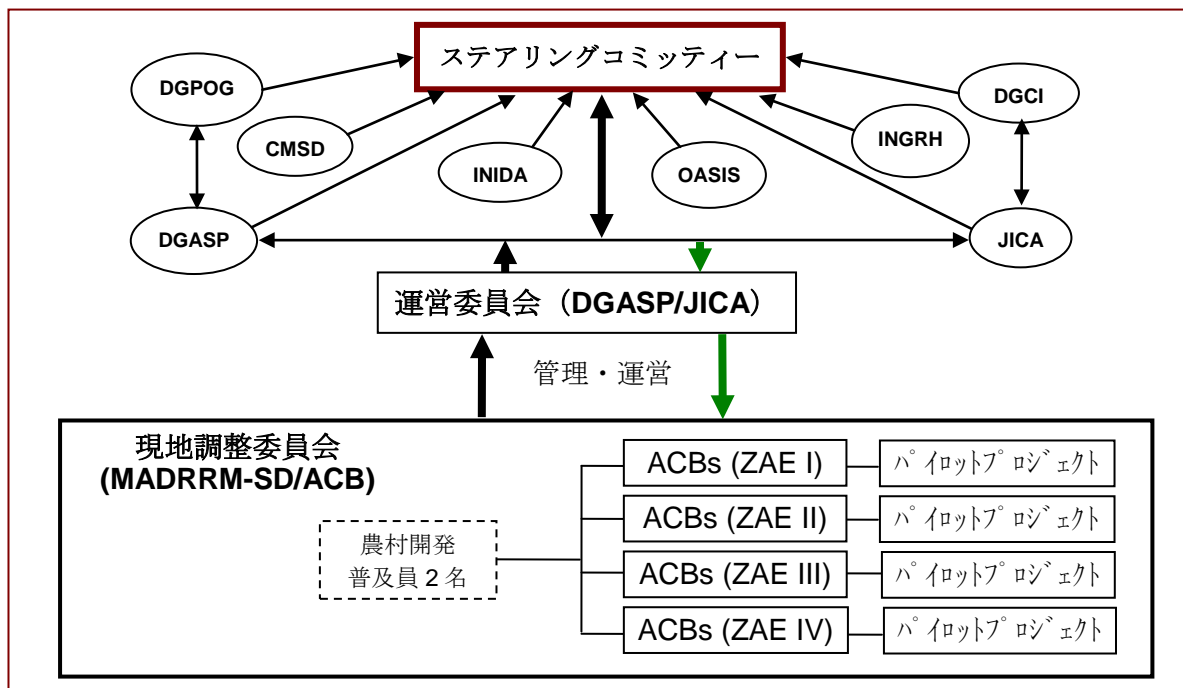 ステアリングコミッティー
DGPOG
DGCI
CMSD
INIDA
OASIS
INGRH
DGASP
JICA
運営委員会（DGASP/JICA）
管理・運営
現地調整委員会
(MADRRM-SD/ACB)
農村開発
普及員 2 名
ACBs (ZAE I)
ﾊﾟｲﾛｯﾄﾌﾟﾛｼﾞｪｸﾄ
ACBs (ZAE II)
ﾊﾟｲﾛｯﾄﾌﾟﾛｼﾞｪｸﾄ
ACBs (ZAE III)
ﾊﾟｲﾛｯﾄﾌﾟﾛｼﾞｪｸﾄ
ACBs (ZAE IV)
ﾊﾟｲﾛｯﾄﾌﾟﾛｼﾞｪｸﾄ